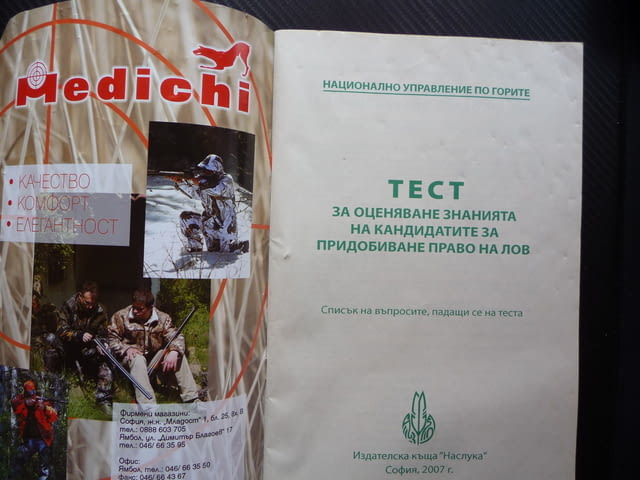 Medichi
• КАЧЕСТВО
• КОМФОРТ
• ЕЛЕГАНТНОСТ
Фирмени магазини:
София, ж.к. „Младост" 1, бл. 25, вх. В
тел.: 0888 603 705
Ямбол, ул. „Димитър Благоев" 17
тел.: 046/ 66 35 95
Офис:
Ямбол, тел.: 046/ 66 35 50
факс: 046/ 66 43 67
НАЦИОНАЛНО УПРАВЛЕНИЕ ПО ГОРИТЕ
ТЕСТ
ЗА ОЦЕНЯВАНЕ ЗНАНИЯТА
НА КАНДИДАТИТЕ ЗА
ПРИДОБИВАНЕ ПРАВО НА ЛОВ
Списък на въпросите, падащи се на теста
Издателска къща "Наслука"
София, 2007 г.